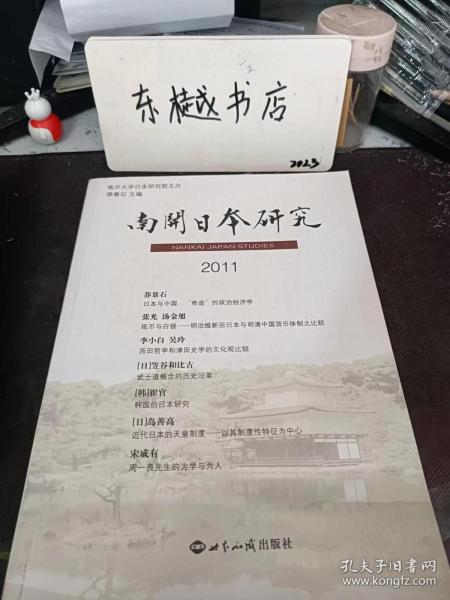 东樾书店
2023
南开大学日本研究院主办
莽景石 主编
南開日本研究
NANKAI JAPAN STUDIES
2011
莽景石
日本与中国：“奇迹”的政治经济学
张光 汤金旭
纸币与白银——明治维新后日本与明清中国货币体制之比较
李小白 吴玲
西田哲学和津田史学的文化观比较
[日]笠谷和比古
武士道概念的历史沿革
[韩]崔官
韩国的日本研究
[日]岛善高
近代日本的天皇制度——以其制度性特征为中心
宋成有
周一良先生的为学与为人
世界知识出版社
孔夫子旧书网
www.kongfz.com